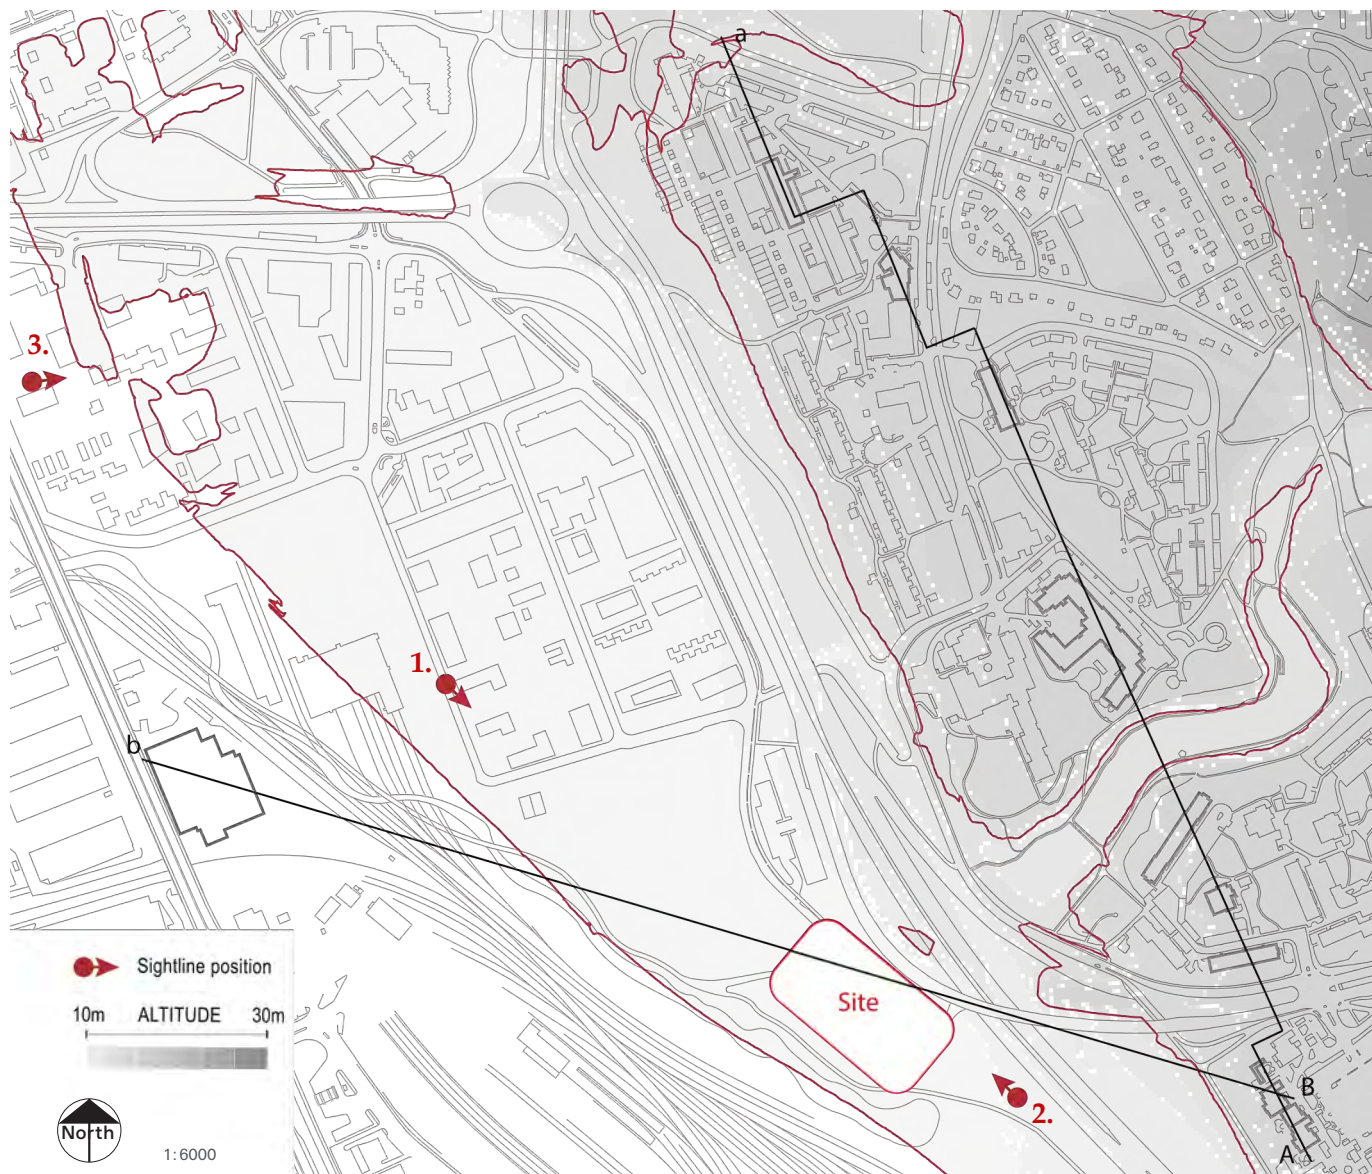 a
3.
1.
b
Site
Sightline position
10m ALTITUDE 30m
North
1:6000
2.
B
A